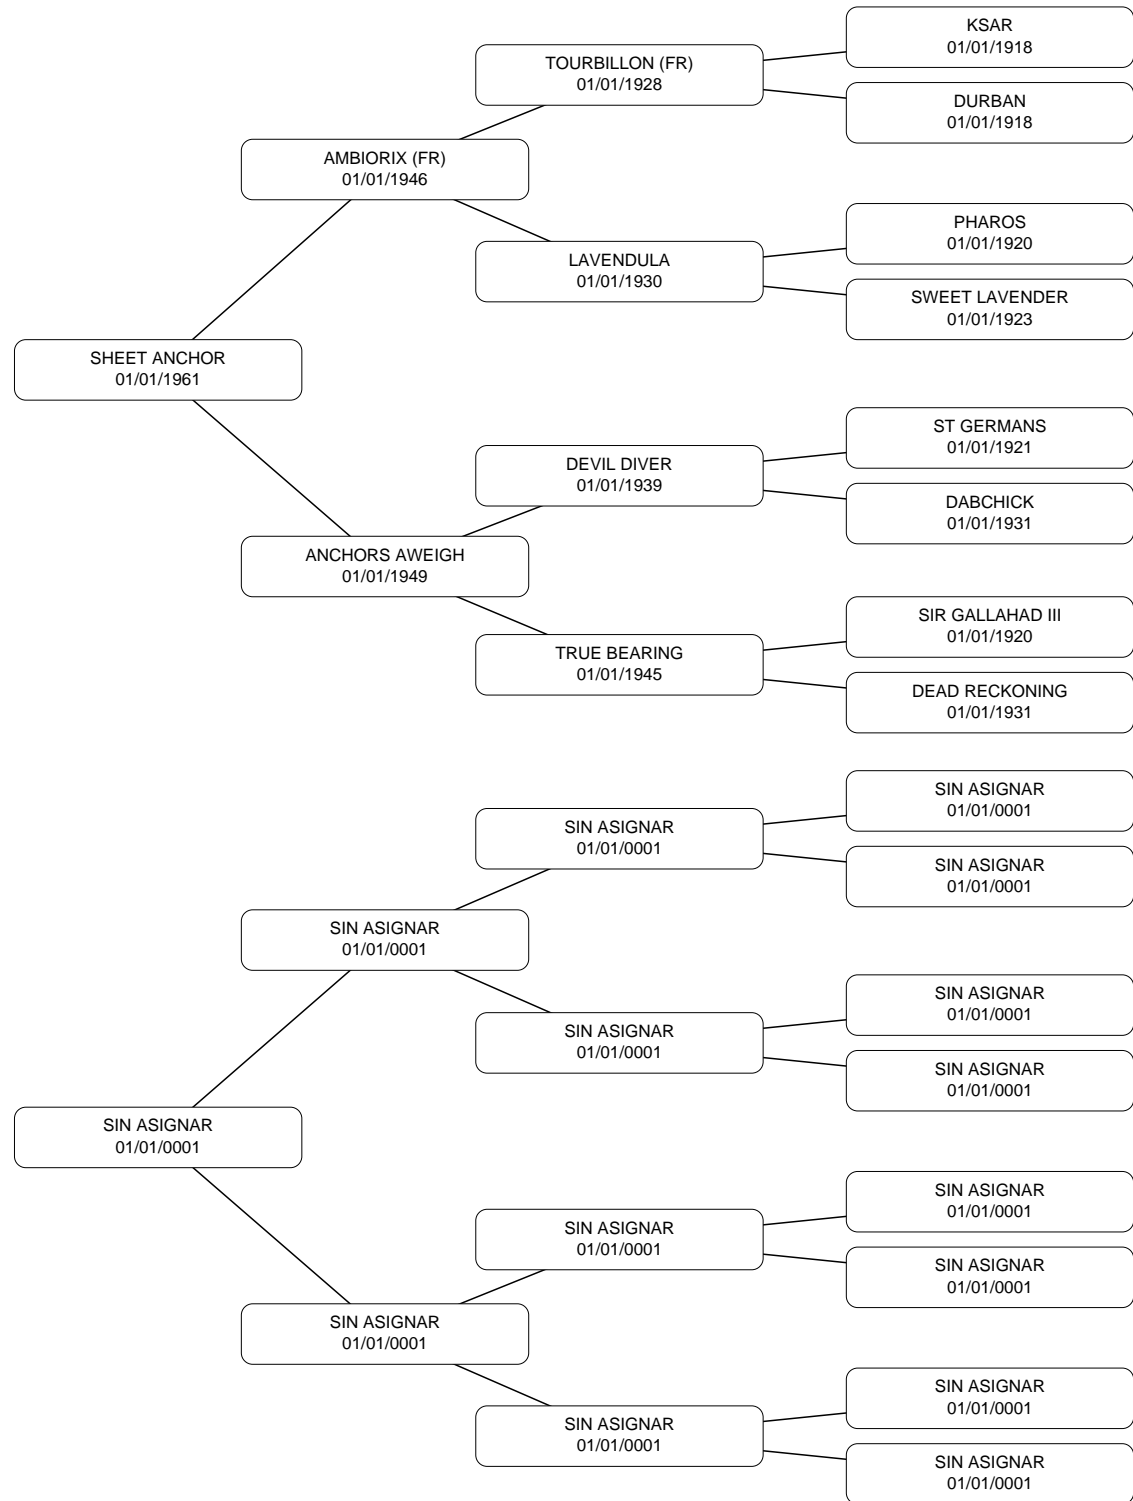 KSAR
01/01/1918
TOURBILLON (FR)
01/01/1928
DURBAN
01/01/1918
AMBIORIX (FR)
01/01/1946
PHAROS
01/01/1920
LAVENDULA
01/01/1930
SWEET LAVENDER
01/01/1923
SHEET ANCHOR
01/01/1961
ST GERMANS
01/01/1921
DEVIL DIVER
01/01/1939
DABCHICK
01/01/1931
ANCHORS AWEIGH
01/01/1949
SIR GALLAHAD III
01/01/1920
TRUE BEARING
01/01/1945
DEAD RECKONING
01/01/1931
SIN ASIGNAR
01/01/0001
SIN ASIGNAR
01/01/0001
SIN ASIGNAR
01/01/0001
SIN ASIGNAR
01/01/0001
SIN ASIGNAR
01/01/0001
SIN ASIGNAR
01/01/0001
SIN ASIGNAR
01/01/0001
SIN ASIGNAR
01/01/0001
SIN ASIGNAR
01/01/0001
SIN ASIGNAR
01/01/0001
SIN ASIGNAR
01/01/0001
SIN ASIGNAR
01/01/0001
SIN ASIGNAR
01/01/0001
SIN ASIGNAR
01/01/0001
SIN ASIGNAR
01/01/0001